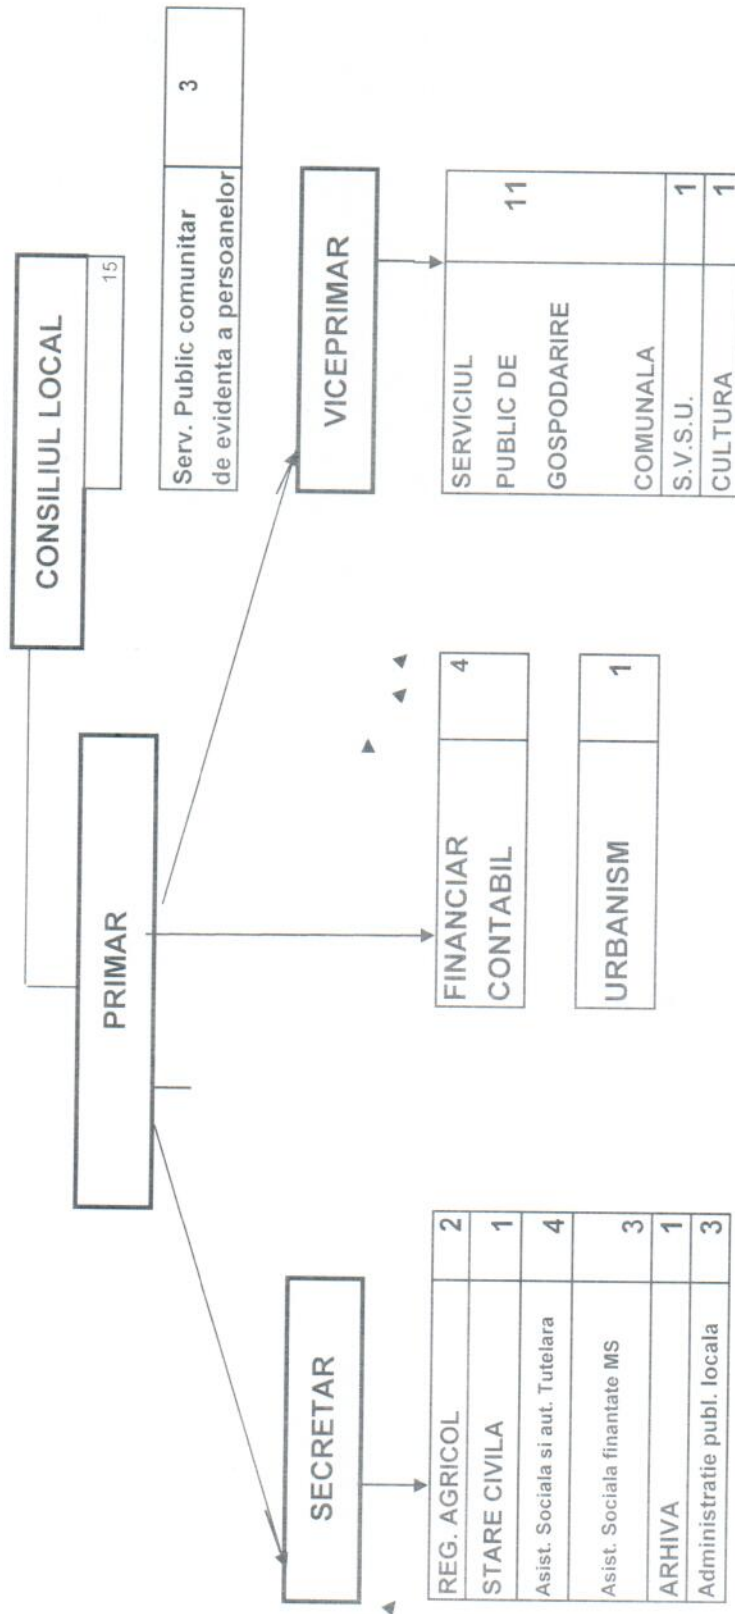 CONSILIUL LOCAL
15
Serv. Public comunitar
de evidenta a persoanelor
3
PRIMAR
SECRETAR
VICEPRIMAR
REG. AGRICOL 2
STARE CIVILA 1
Asist. Sociala si aut. Tutelara 4
Asist. Sociala finantate MS 3
ARHIVA 1
Administratie publ. locala 3
FINANCIAR
CONTABIL
4
URBANISM 1
SERVICIUL
PUBLIC DE
11
GOSPODARIRE
COMUNALA
S.V.S.U. 1
CULTURA 1